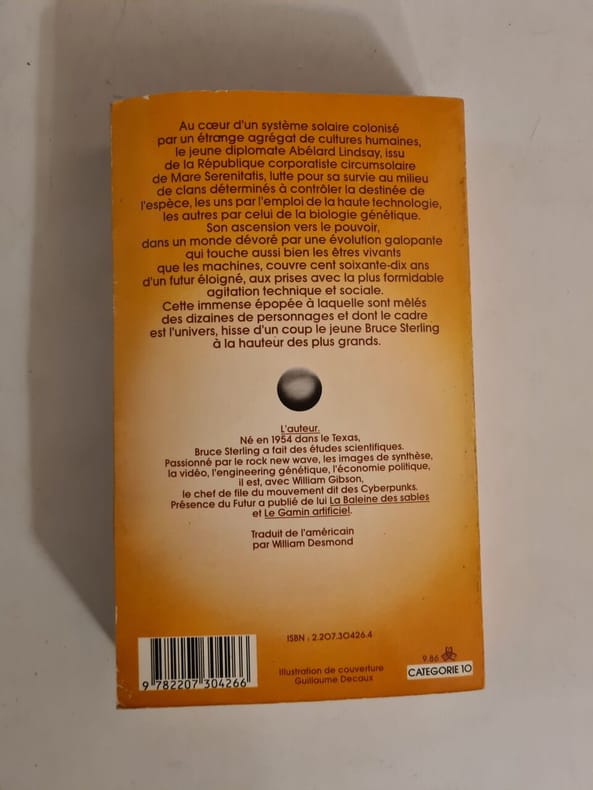 Au cœur d'un système solaire colonisé
par un étrange agrégat de cultures humaines,
le jeune diplomate Abélard Lindsay, issu
de la République corporatiste circumsolaire
de Mare Serenitatis, lutte pour sa survie au milieu
de clans déterminés à contrôler la destinée de
l'espèce, les uns par l'emploi de la haute technologie,
les autres par celui de la biologie génétique.
Son ascension vers le pouvoir,
dans un monde dévoré par une évolution galopante
qui touche aussi bien les êtres vivants
que les machines, couvre cent soixante-dix ans
d'un futur éloigné, aux prises avec la plus formidable
agitation technique et sociale.
Cette immense épopée à laquelle sont mêlés
des dizaines de personnages et dont le cadre
est l'univers, hisse d'un coup le jeune Bruce Sterling
à la hauteur des plus grands.
L'auteur.
Né en 1954 dans le Texas,
Bruce Sterling a fait des études scientifiques.
Passionné par le rock new wave, les images de synthèse,
la vidéo, l'engineering génétique, l'économie politique,
il est, avec William Gibson,
le chef de file du mouvement dit des Cyberpunks.
Présence du Futur a publié de lui La Baleine des sables
et Le Gamin artificiel.
Traduit de l'américain
par William Desmond
ISBN : 2.207.30426.4
9 782207 304266
Illustration de couverture
Guillaume Decaux
9.86
CATEGORIE 10